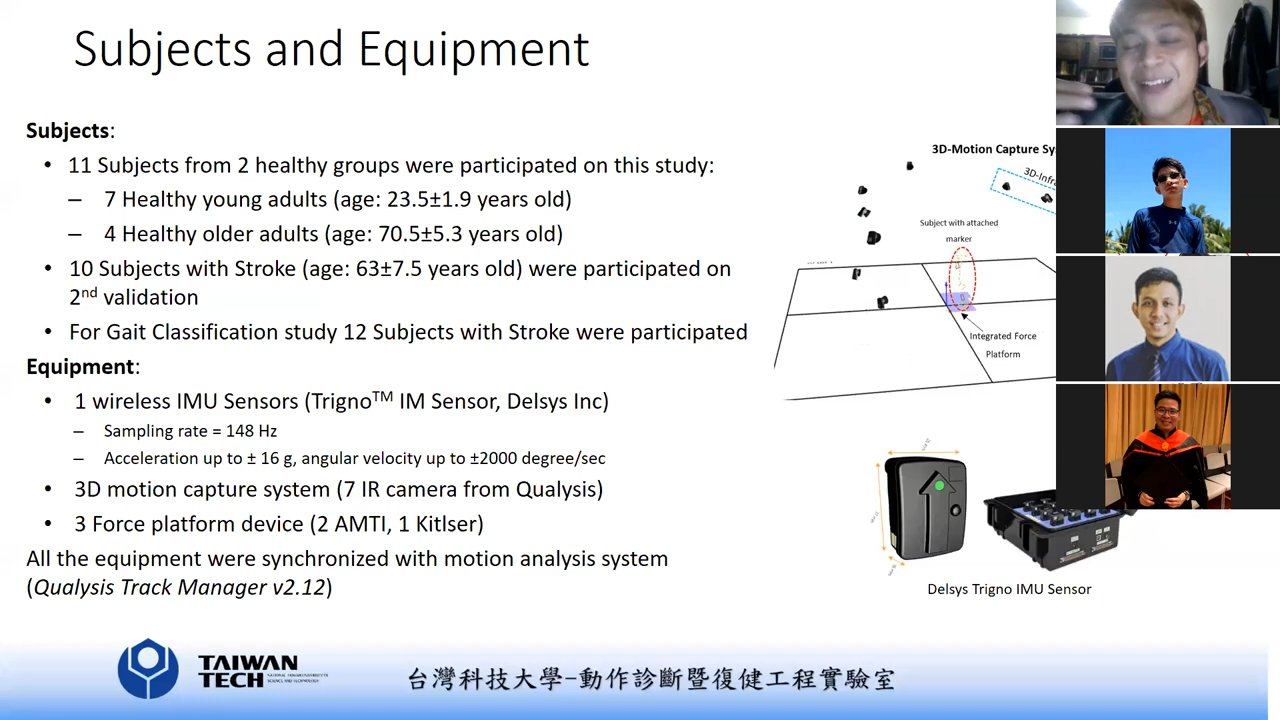 Subjects and Equipment
Subjects:
• 11 Subjects from 2 healthy groups were participated on this study:
– 7 Healthy young adults (age: 23.5±1.9 years old)
– 4 Healthy older adults (age: 70.5±5.3 years old)
• 10 Subjects with Stroke (age: 63±7.5 years old) were participated on
2nd validation
• For Gait Classification study 12 Subjects with Stroke were participated
Equipment:
• 1 wireless IMU Sensors (TrignoTM IM Sensor, Delsys Inc)
– Sampling rate = 148 Hz
– Acceleration up to ± 16 g, angular velocity up to ±2000 degree/sec
• 3D motion capture system (7 IR camera from Qualysis)
• 3 Force platform device (2 AMTI, 1 Kitlser)
All the equipment were synchronized with motion analysis system
(Qualysis Track Manager v2.12)
3D-Motion Capture Sy
3D-Infra
Subject with attached
marker
Integrated Force
Platform
Delsys Trigno IMU Sensor
TAIWAN
TECH
台灣科技大學-動作診斷暨復健工程實驗室